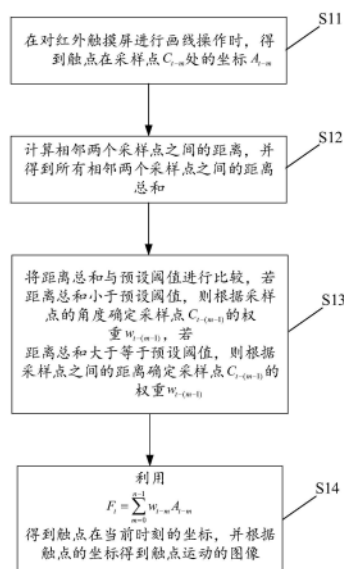 S11
在对红外触摸屏进行画线操作时，得
到触点在采样点C_{t-m}处的坐标A_{t-m}
S12
计算相邻两个采样点之间的距离，并
得到所有相邻两个采样点之间的距离
总和
S13
将距离总和与预设阈值进行比较，若
距离总和小于预设阈值，则根据采样
点的角度确定采样点C_{t-(m-1)}的权
重w_{t-(m-1)}，若
距离总和大于等于预设阈值，则根据
采样点之间的距离确定采样点C_{t-(m-1)}的
权重w_{t-(m-1)}
S14
利用
F_t=\sum_{m=0}^{n-1}w_{t-m}A_{t-m}
得到触点在当前时刻的坐标，并根据
触点的坐标得到触点运动的图像